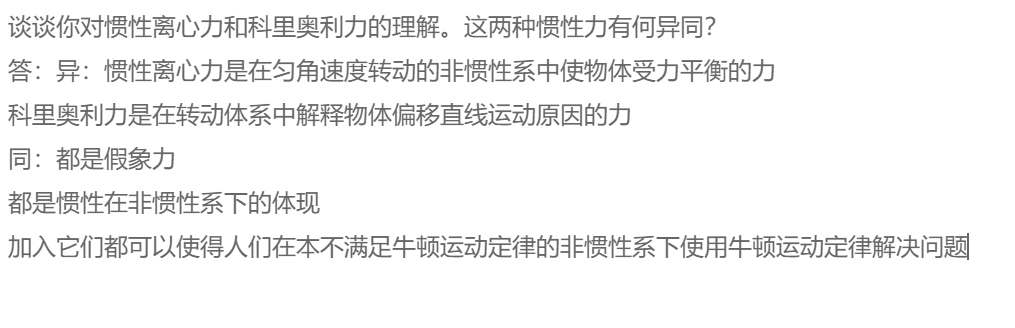 谈谈你对惯性离心力和科里奥利力的理解。这两种惯性力有何异同？
答：异：惯性离心力是在匀角速度转动的非惯性系中使物体受力平衡的力
科里奥利力是在转动体系中解释物体偏移直线运动原因的力
同：都是假象力
都是惯性在非惯性系下的体现
加入它们都可以使得人们在本不满足牛顿运动定律的非惯性系下使用牛顿运动定律解决问题